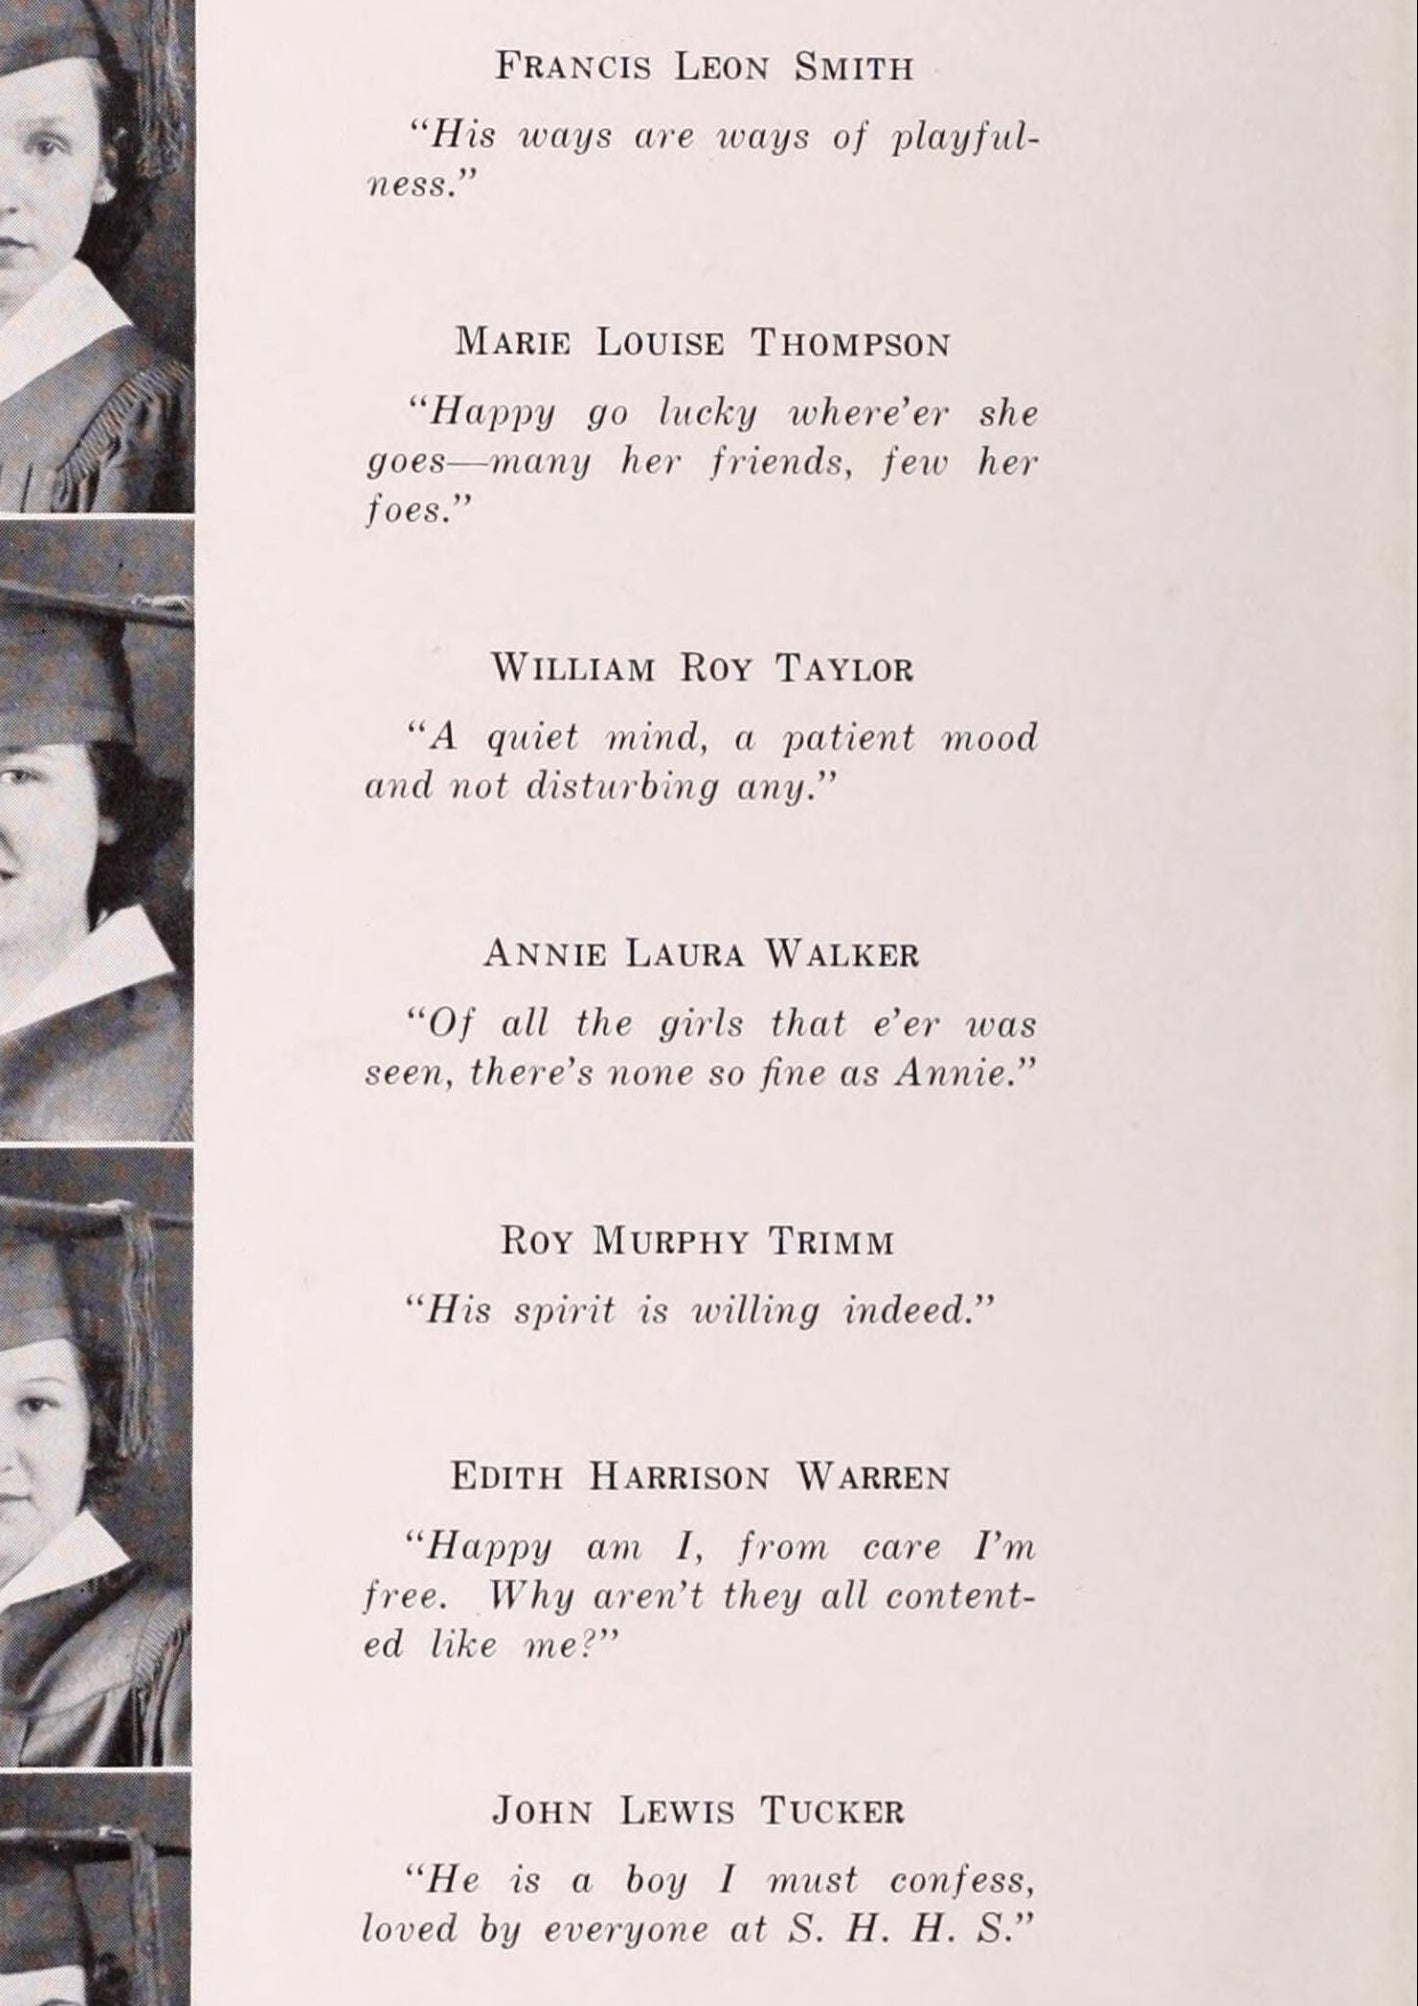 FRANCIS LEON SMITH
“His ways are ways of playful-
ness.”
MARIE LOUISE THOMPSON
“Happy go lucky where’er she
goes—many her friends, few her
foes.”
WILLIAM ROY TAYLOR
“A quiet mind, a patient mood
and not disturbing any.”
ANNIE LAURA WALKER
“Of all the girls that e’er was
seen, there’s none so fine as Annie.”
ROY MURPHY TRIMM
“His spirit is willing indeed.”
EDITH HARRISON WARREN
“Happy am I, from care I’m
free. Why aren’t they all content-
ed like me?”
JOHN LEWIS TUCKER
“He is a boy I must confess,
loved by everyone at S. H. H. S.”